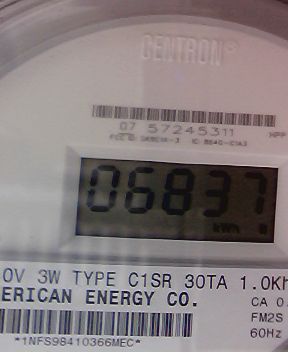 CENTRON®
07 57245311
06837
kWh
0V 3W TYPE C1SR 30TA 1.0Kh
ERICAN ENERGY CO.
CA 0.
FM2S
60Hz
*1NFS98410366MEC*